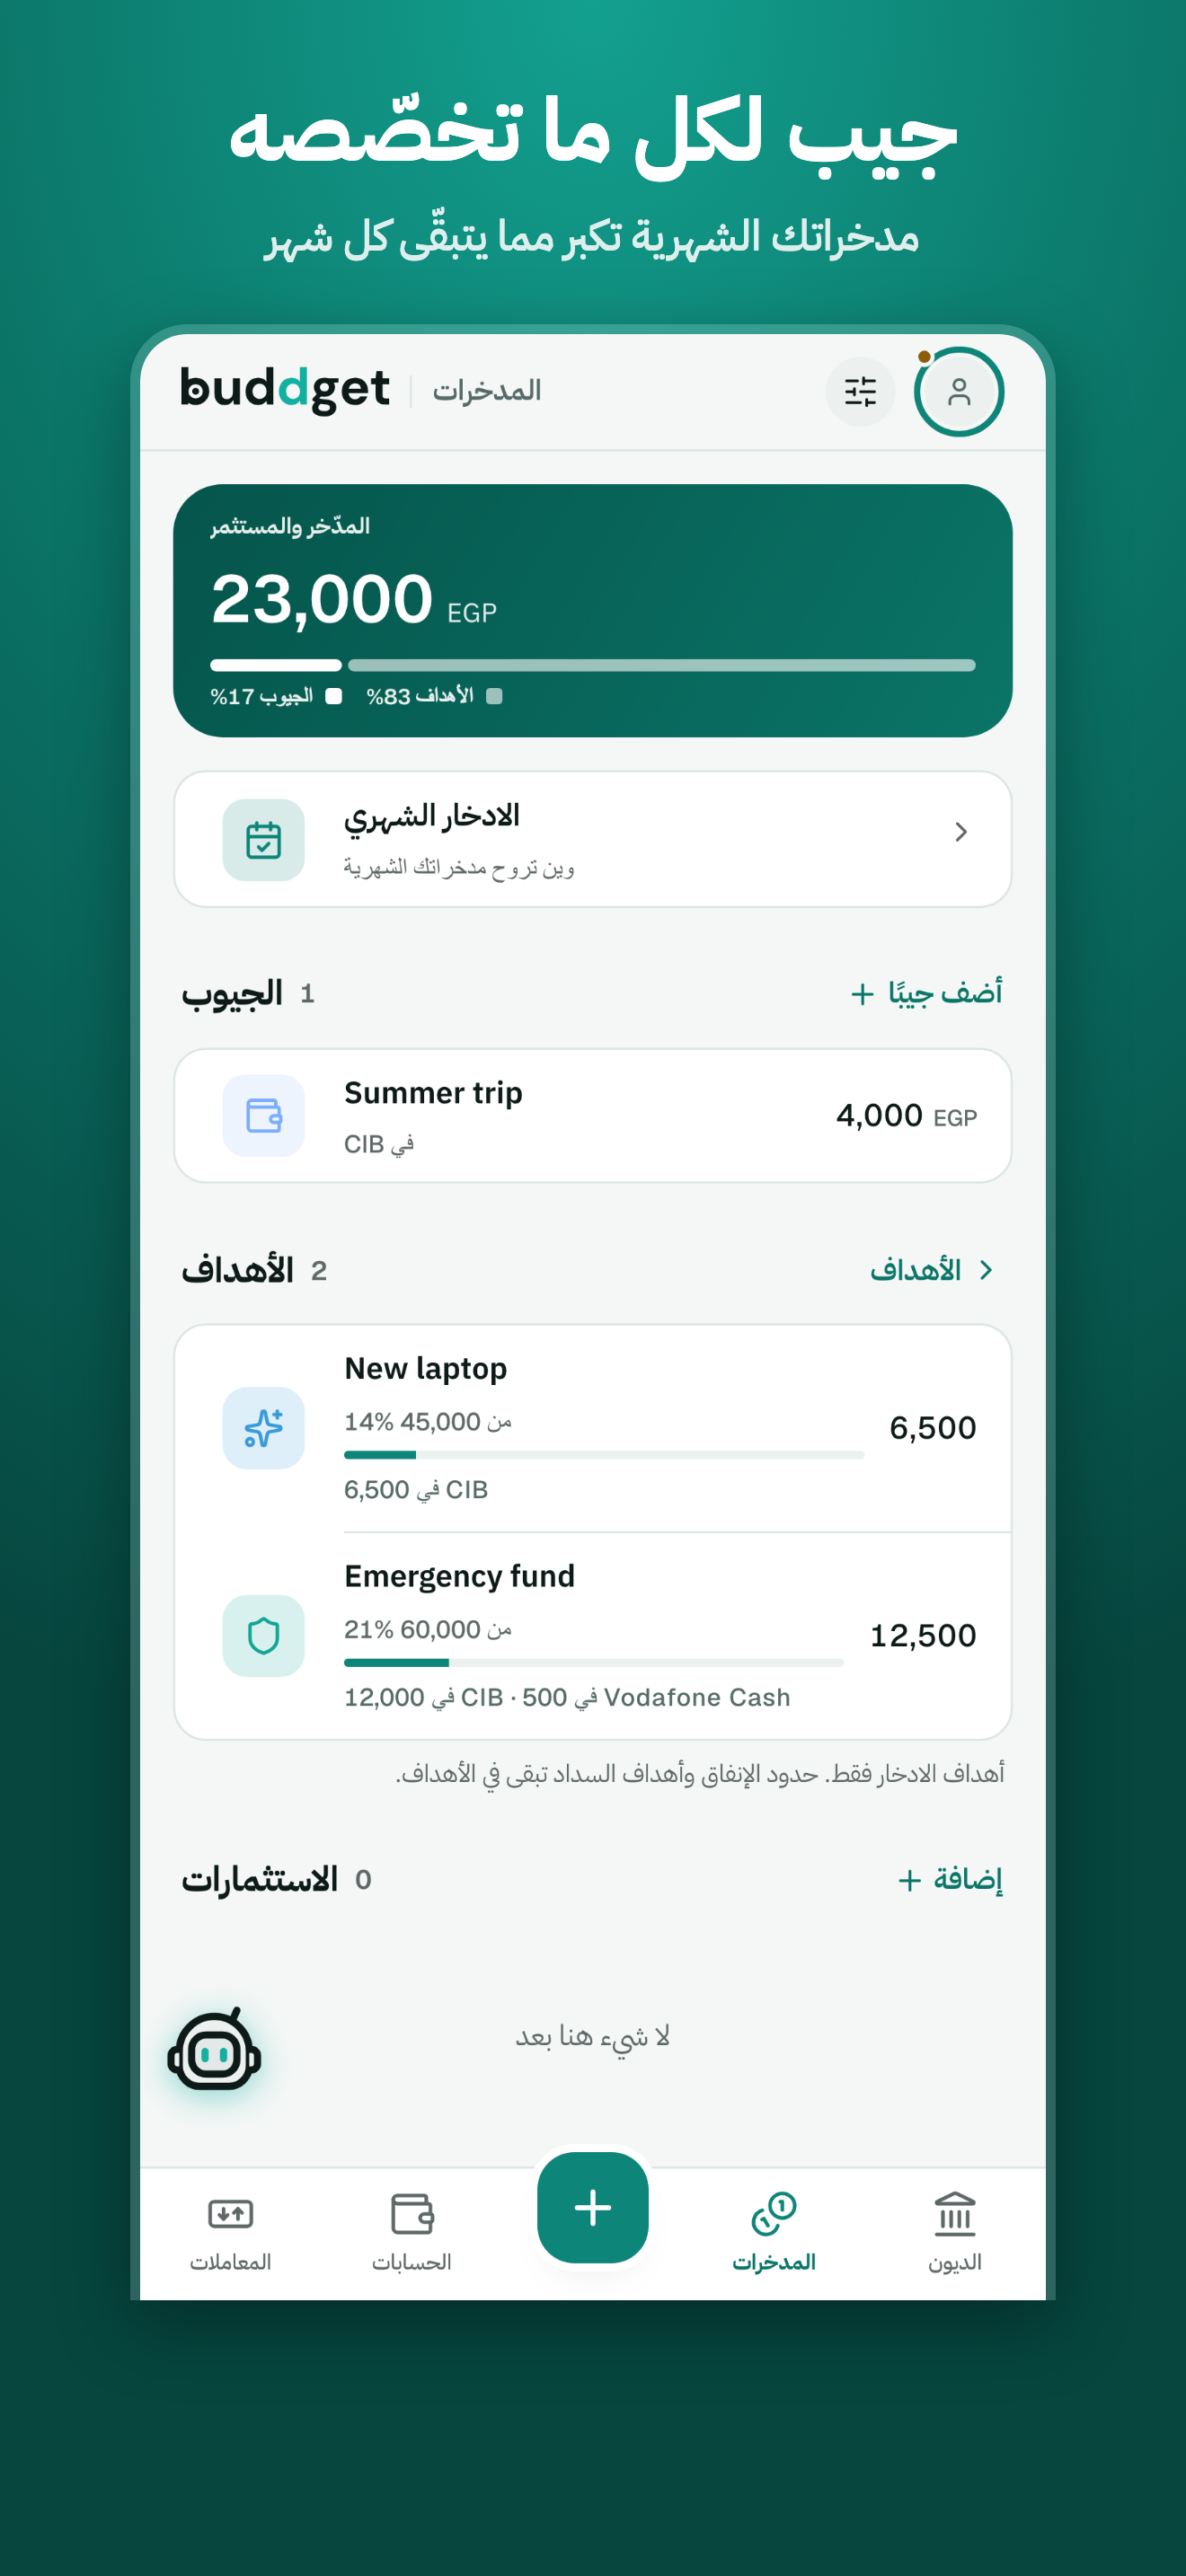 جيب لكل ما تخصّصه
مدخراتك الشهرية تكبر مما يتبقّى كل شهر
buddget | المدخرات
المدّخر والمستثمر
23,000 EGP
الجيوب 17% الأهداف 83%
الادخار الشهري
وين تروح مدخراتك الشهرية
الجيوب 1
أضف جيبًا +
Summer trip
في CIB
4,000 EGP
الأهداف 2
الأهداف
New laptop
14% من 45,000
6,500
6,500 في CIB
Emergency fund
21% من 60,000
12,500
12,000 في CIB · 500 في Vodafone Cash
أهداف الادخار فقط. حدود الإنفاق وأهداف السداد تبقى في الأهداف.
الاستثمارات 0
إضافة +
لا شيء هنا بعد
المعاملات
الحسابات
المدخرات
الديون